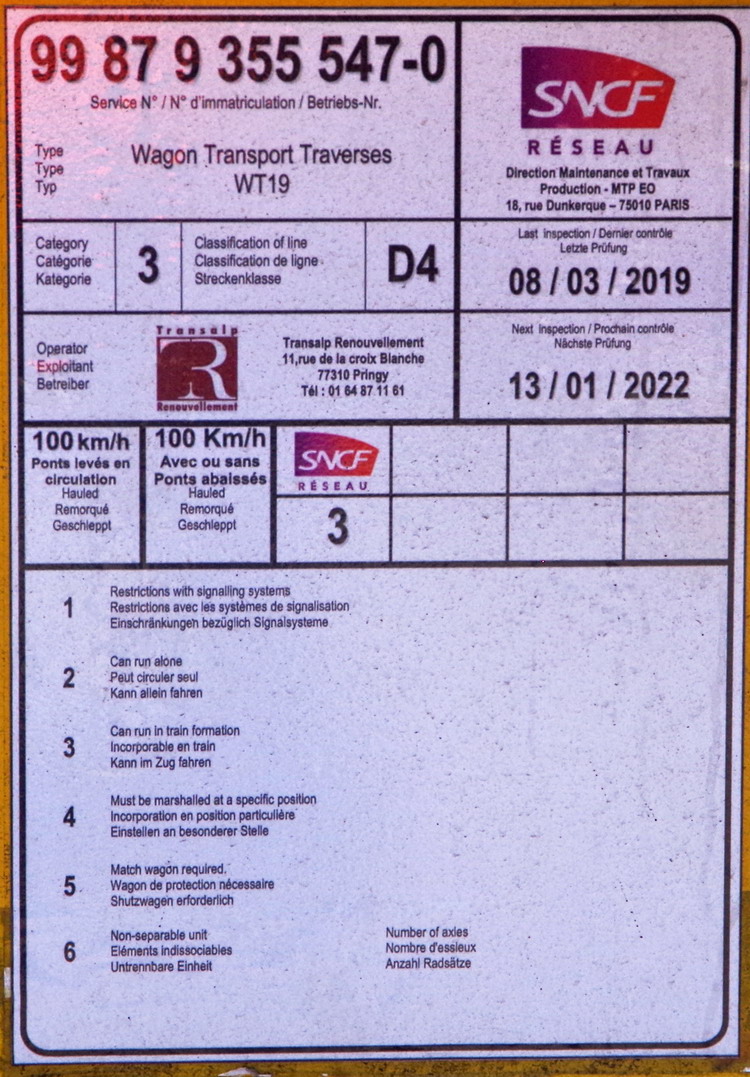 99 87 9 355 547-0
Service N° / N° d'immatriculation / Betriebs-Nr.
Type
Type
Typ
Wagon Transport Traverses
WT19
SNCF
RÉSEAU
Direction Maintenance et Travaux
Production - MTP EO
18, rue Dunkerque – 75010 PARIS
Category
Catégorie
Kategorie
3
Classification of line
Classification de ligne
Streckenklasse
D4
Last inspection / Dernier contrôle
Letzte Prüfung
08 / 03 / 2019
Operator
Exploitant
Betreiber
Transalp
R
Renouvellement
Transalp Renouvellement
11,rue de la croix Blanche
77310 Pringy
Tél : 01 64 87 11 61
Next inspection / Prochain contrôle
Nächste Prüfung
13 / 01 / 2022
100 km/h
Ponts levés en
circulation
Hauled
Remorqué
Geschleppt
100 Km/h
Avec ou sans
Ponts abaissés
Hauled
Remorqué
Geschleppt
SNCF
RÉSEAU
3
1
Restrictions with signalling systems
Restrictions avec les systèmes de signalisation
Einschränkungen bezüglich Signalsysteme
2
Can run alone
Peut circuler seul
Kann allein fahren
3
Can run in train formation
Incorporable en train
Kann im Zug fahren
4
Must be marshalled at a specific position
Incorporation en position particulière
Einstellen an besonderer Stelle
5
Match wagon required.
Wagon de protection nécessaire
Shutzwagen erforderlich
6
Non-separable unit
Eléments indissociables
Untrennbare Einheit
Number of axles
Nombre d'essieux
Anzahl Radsätze